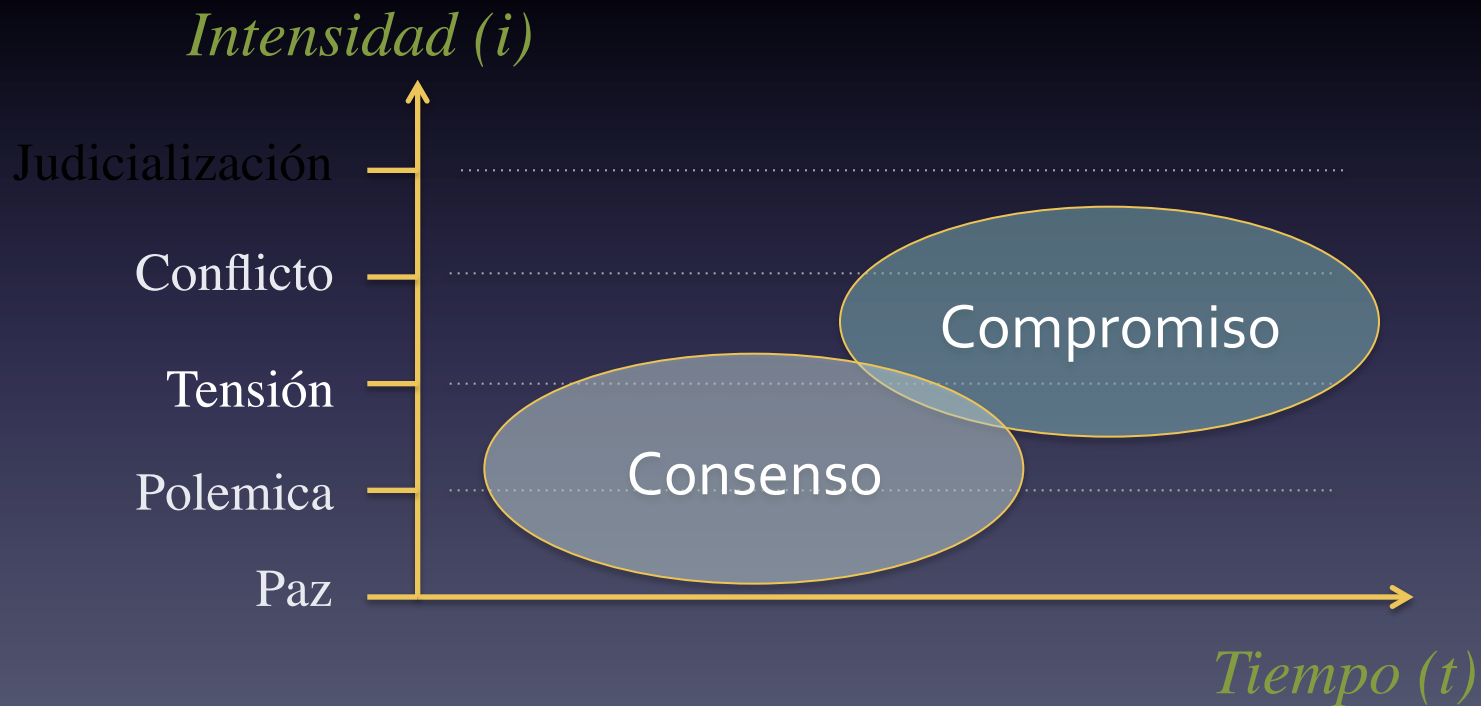 Intensidad (i)
Judicialización
Conflicto
Compromiso
Tensión
Consenso
Polemica
Paz
Tiempo (t)